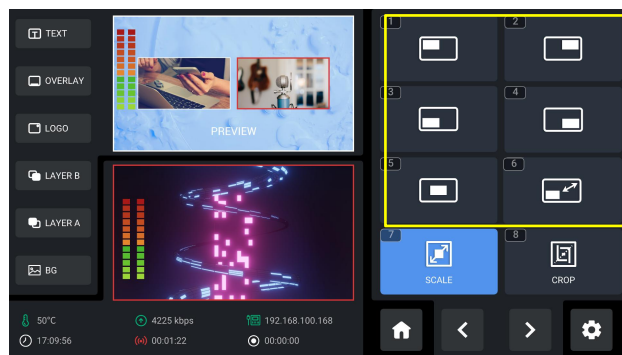 TEXT
OVERLAY
LOGO
LAYER B
LAYER A
BG
PREVIEW
1
2
3
4
5
6
7
SCALE
8
CROP
50°C
4225 kbps
192.168.100.168
17:09:56
00:01:22
00:00:00